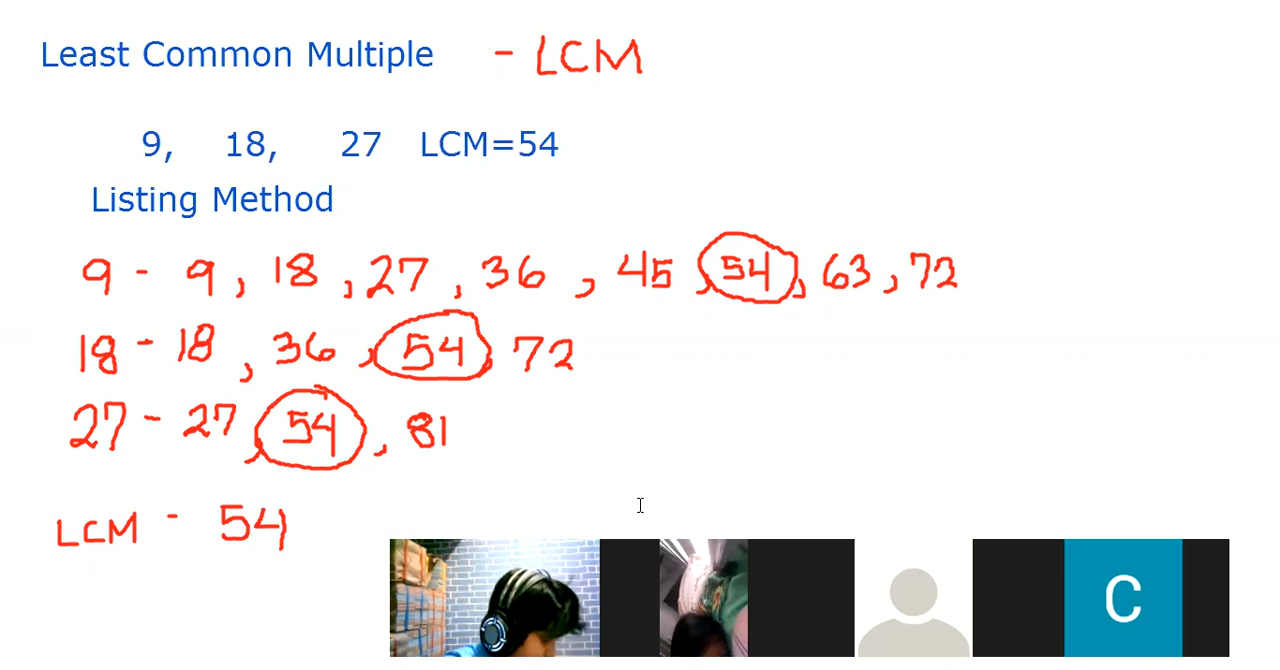 Least Common Multiple - LCM
9, 18, 27 LCM=54
Listing Method
9 - 9, 18, 27, 36, 45, 54, 63, 72
18 - 18, 36, 54, 72
27 - 27, 54, 81
LCM - 54
C